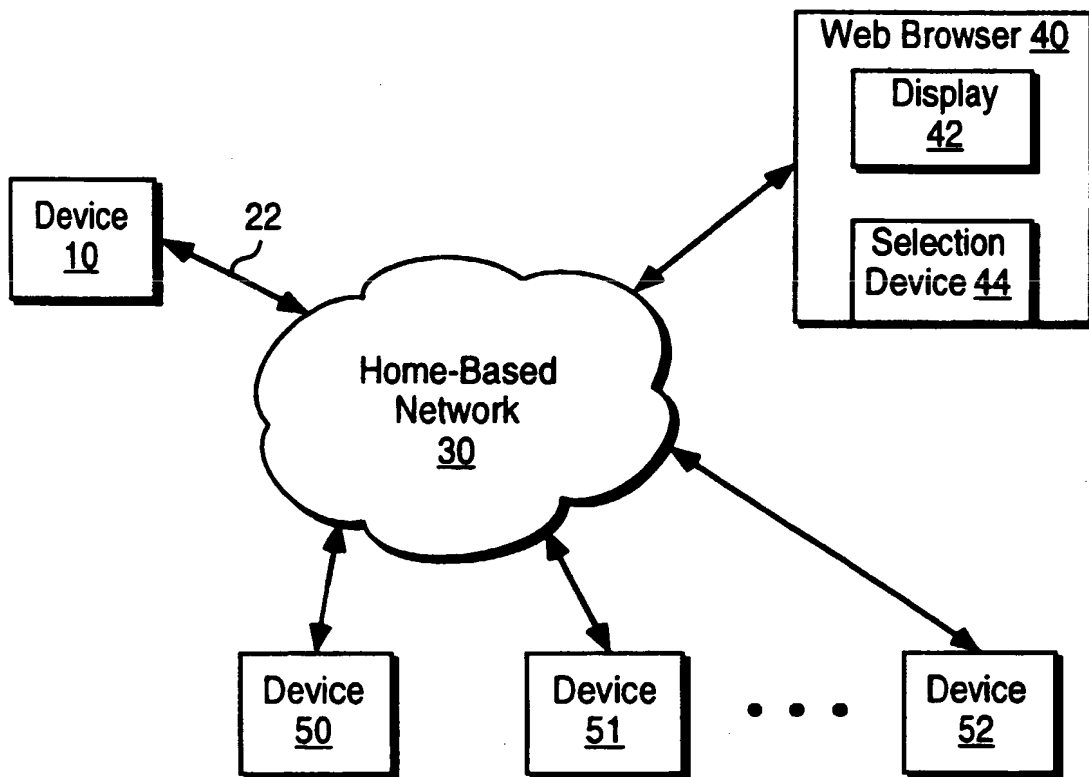 Web Browser 40
Display
42
Selection
Device 44
Device
10
22
Home-Based
Network
30
Device
50
Device
51
Device
52